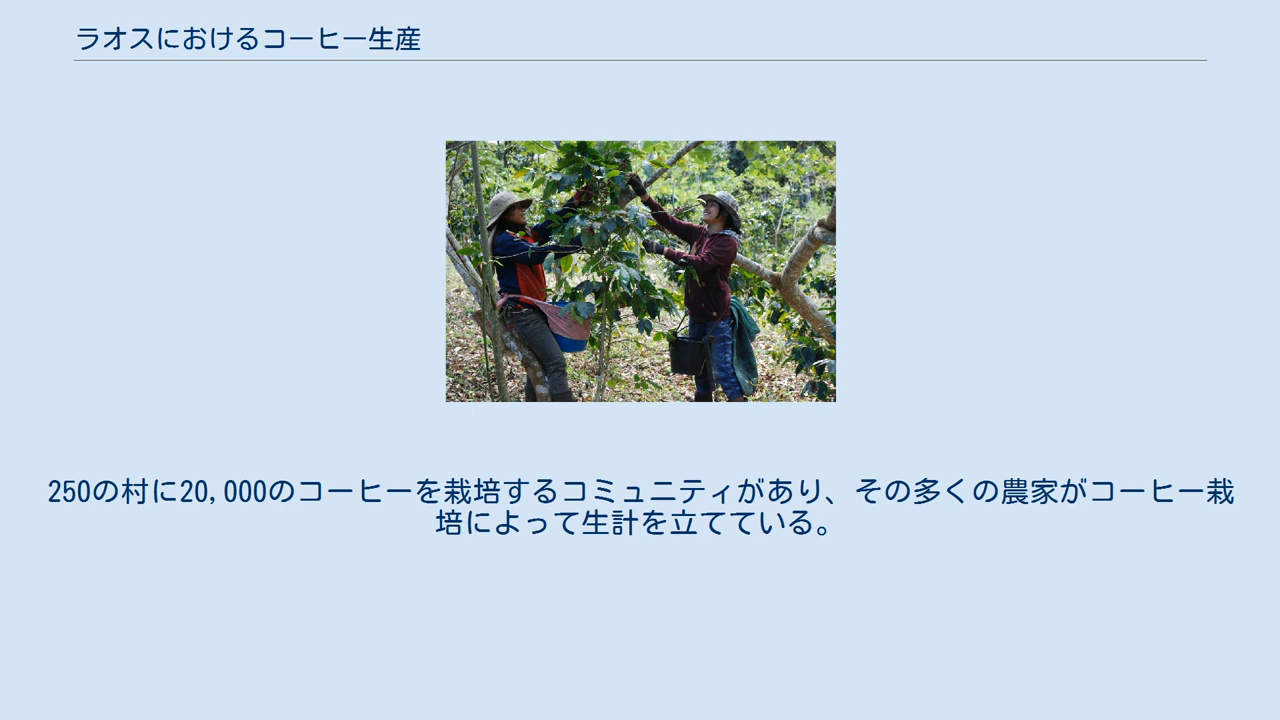 ラオスにおけるコーヒー生産
250の村に20,000のコーヒーを栽培するコミュニティがあり、その多くの農家がコーヒー栽
培によって生計を立てている。